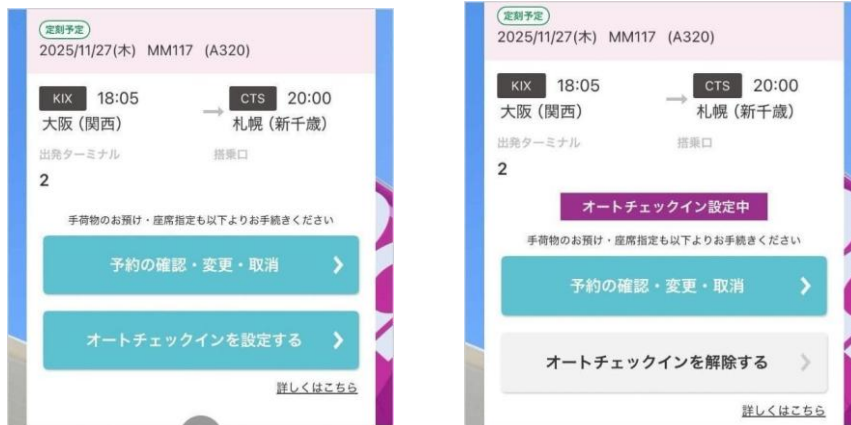 定刻予定
2025/11/27(木) MM117 (A320)
KIX 18:05 → CTS 20:00
大阪 (関西) 札幌 (新千歳)
出発ターミナル 搭乗口
2
手荷物のお預け・座席指定も以下よりお手続きください
予約の確認・変更・取消
オートチェックインを設定する
詳しくはこちら
定刻予定
2025/11/27(木) MM117 (A320)
KIX 18:05 → CTS 20:00
大阪 (関西) 札幌 (新千歳)
出発ターミナル 搭乗口
2
オートチェックイン設定中
手荷物のお預け・座席指定も以下よりお手続きください
予約の確認・変更・取消
オートチェックインを解除する
詳しくはこちら